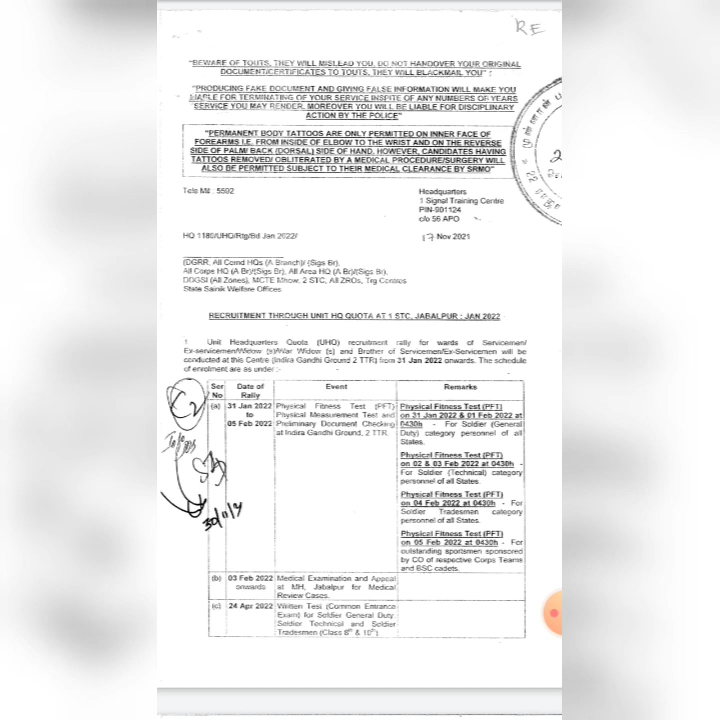 RE
"BEWARE OF TOUTS, THEY WILL MISLEAD YOU, DO NOT HANDOVER YOUR ORIGINAL
DOCUMENT/CERTIFICATES TO TOUTS, THEY WILL BLACKMAIL YOU" :
"PRODUCING FAKE DOCUMENT AND GIVING FALSE INFORMATION WILL MAKE YOU
LIABLE FOR TERMINATING OF YOUR SERVICE INSPITE OF ANY NUMBERS OF YEARS
SERVICE YOU MAY RENDER, MOREOVER YOU WILL BE LIABLE FOR DISCIPLINARY
ACTION BY THE POLICE"
"PERMANENT BODY TATTOOS ARE ONLY PERMITTED ON INNER FACE OF
FOREARMS I.E. FROM INSIDE OF ELBOW TO THE WRIST AND ON THE REVERSE
SIDE OF PALM/ BACK (DORSAL) SIDE OF HAND. HOWEVER, CANDIDATES HAVING
TATTOOS REMOVED/ OBLITERATED BY A MEDICAL PROCEDURE/SURGERY WILL
ALSO BE PERMITTED SUBJECT TO THEIR MEDICAL CLEARANCE BY SRMO"
Tele Mil : 5502
Headquarters
1 Signal Training Centre
PIN-901124
c/o 56 APO
HQ 1180/UHQ/Rtg/Bil Jan 2022/
17 Nov 2021
(DGRR, All Comd HQs (A Branch)/ (Sigs Br),
All Corps HQ (A Br)/(Sigs Br), All Area HQ (A Br)/(Sigs Br),
DDGSI (All Zones), MCTE Mhow, 2 STC, All ZROs, Trg Centres
State Sainik Welfare Offices
RECRUITMENT THROUGH UNIT HQ QUOTA AT 1 STC, JABALPUR : JAN 2022
1. Unit Headquarters Quota (UHQ) recruitment rally for wards of Servicemen/
Ex-servicemen/Widow (s)/War Widow (s) and Brother of Servicemen/Ex-Servicemen will be
conducted at this Centre (Indira Gandhi Ground 2 TTR) from 31 Jan 2022 onwards. The schedule
of enrolment are as under :-
Ser No
Date of Rally
Event
Remarks
(a)
31 Jan 2022
to
05 Feb 2022
Physical Fitness Test (PFT)
Physical Measurement Test and
Preliminary Document Checking
at Indira Gandhi Ground, 2 TTR.
Physical Fitness Test (PFT)
on 31 Jan 2022 & 01 Feb 2022 at
0430h - For Soldier (General
Duty) category personnel of all
States.
Physical Fitness Test (PFT)
on 02 & 03 Feb 2022 at 0430h -
For Soldier (Technical) category
personnel of all States.
Physical Fitness Test (PFT)
on 04 Feb 2022 at 0430h - For
Soldier Tradesmen category
personnel of all States.
Physical Fitness Test (PFT)
on 05 Feb 2022 at 0430h - For
outstanding sportsmen sponsored
by CO of respective Corps Teams
and BSC cadets.
(b)
03 Feb 2022
onwards
Medical Examination and Appeal
at MH, Jabalpur for Medical
Review Cases.
(c)
24 Apr 2022
Written Test (Common Entrance
Exam) for Soldier General Duty,
Soldier Technical and Soldier
Tradesmen (Class 8th & 10th)